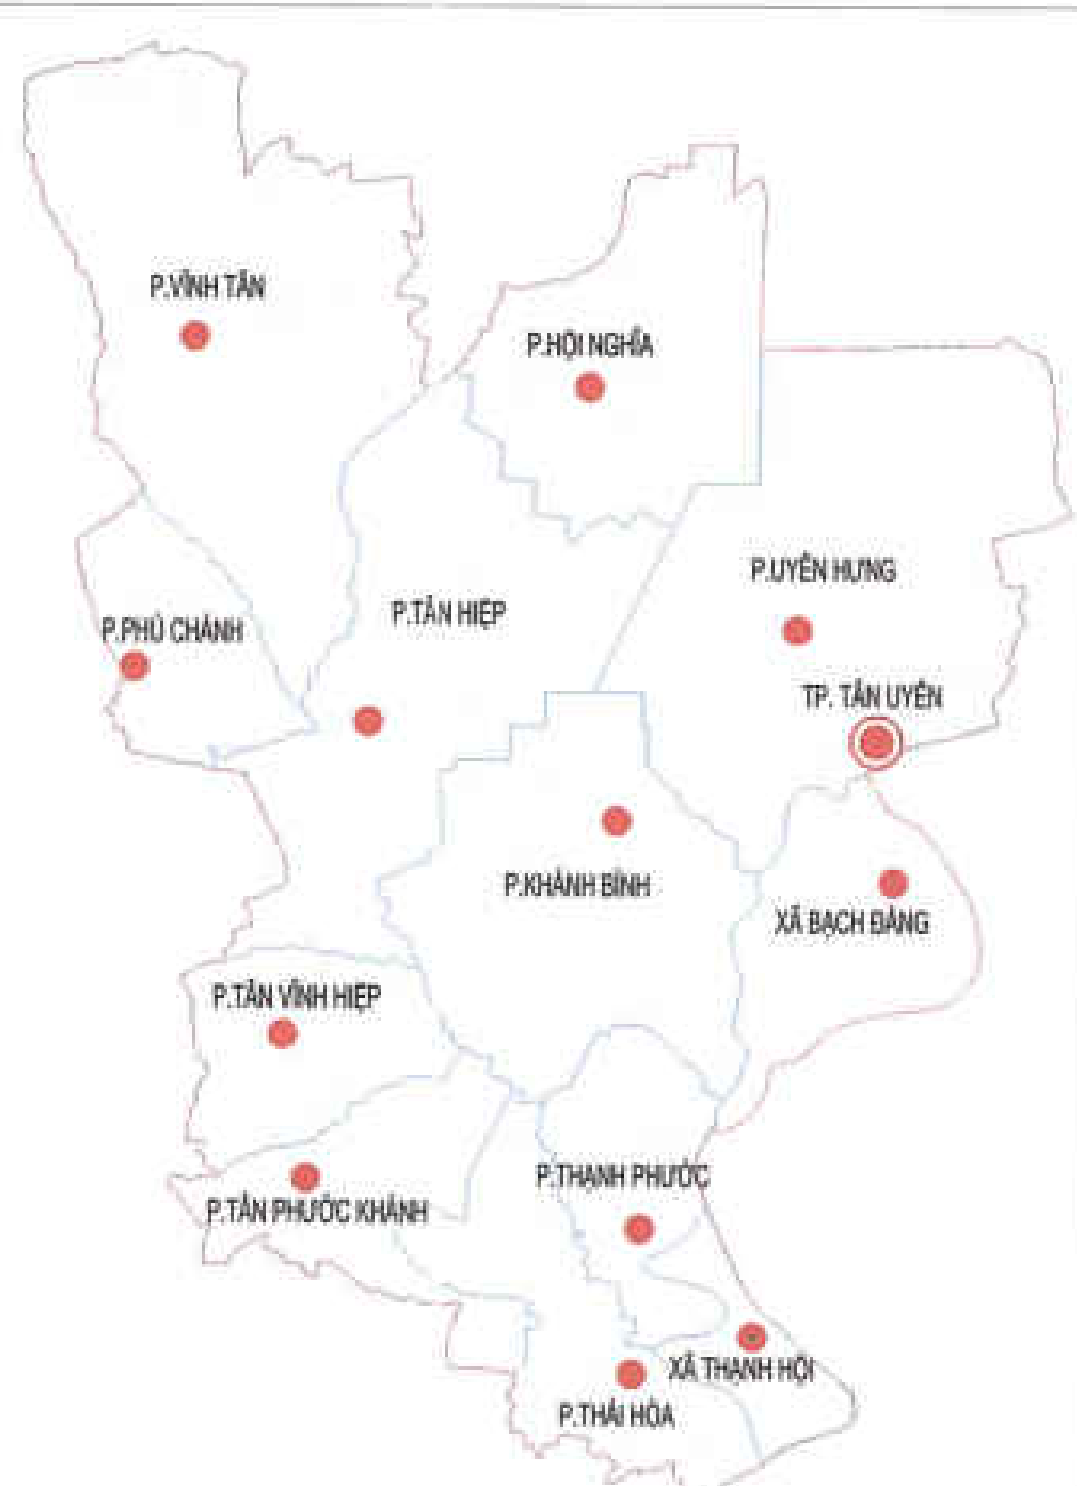 P.VĨNH TÂN
P.HỘI NGHĨA
P.UYÊN HƯNG
P.TÂN HIỆP
P.PHÚ CHÁNH
TP. TÂN UYÊN
P.KHÁNH BÌNH
XÃ BẠCH ĐẰNG
P.TÂN VĨNH HIỆP
P.THẠNH PHƯỚC
P.TÂN PHƯỚC KHÁNH
XÃ THẠNH HỘI
P.THÁI HÒA